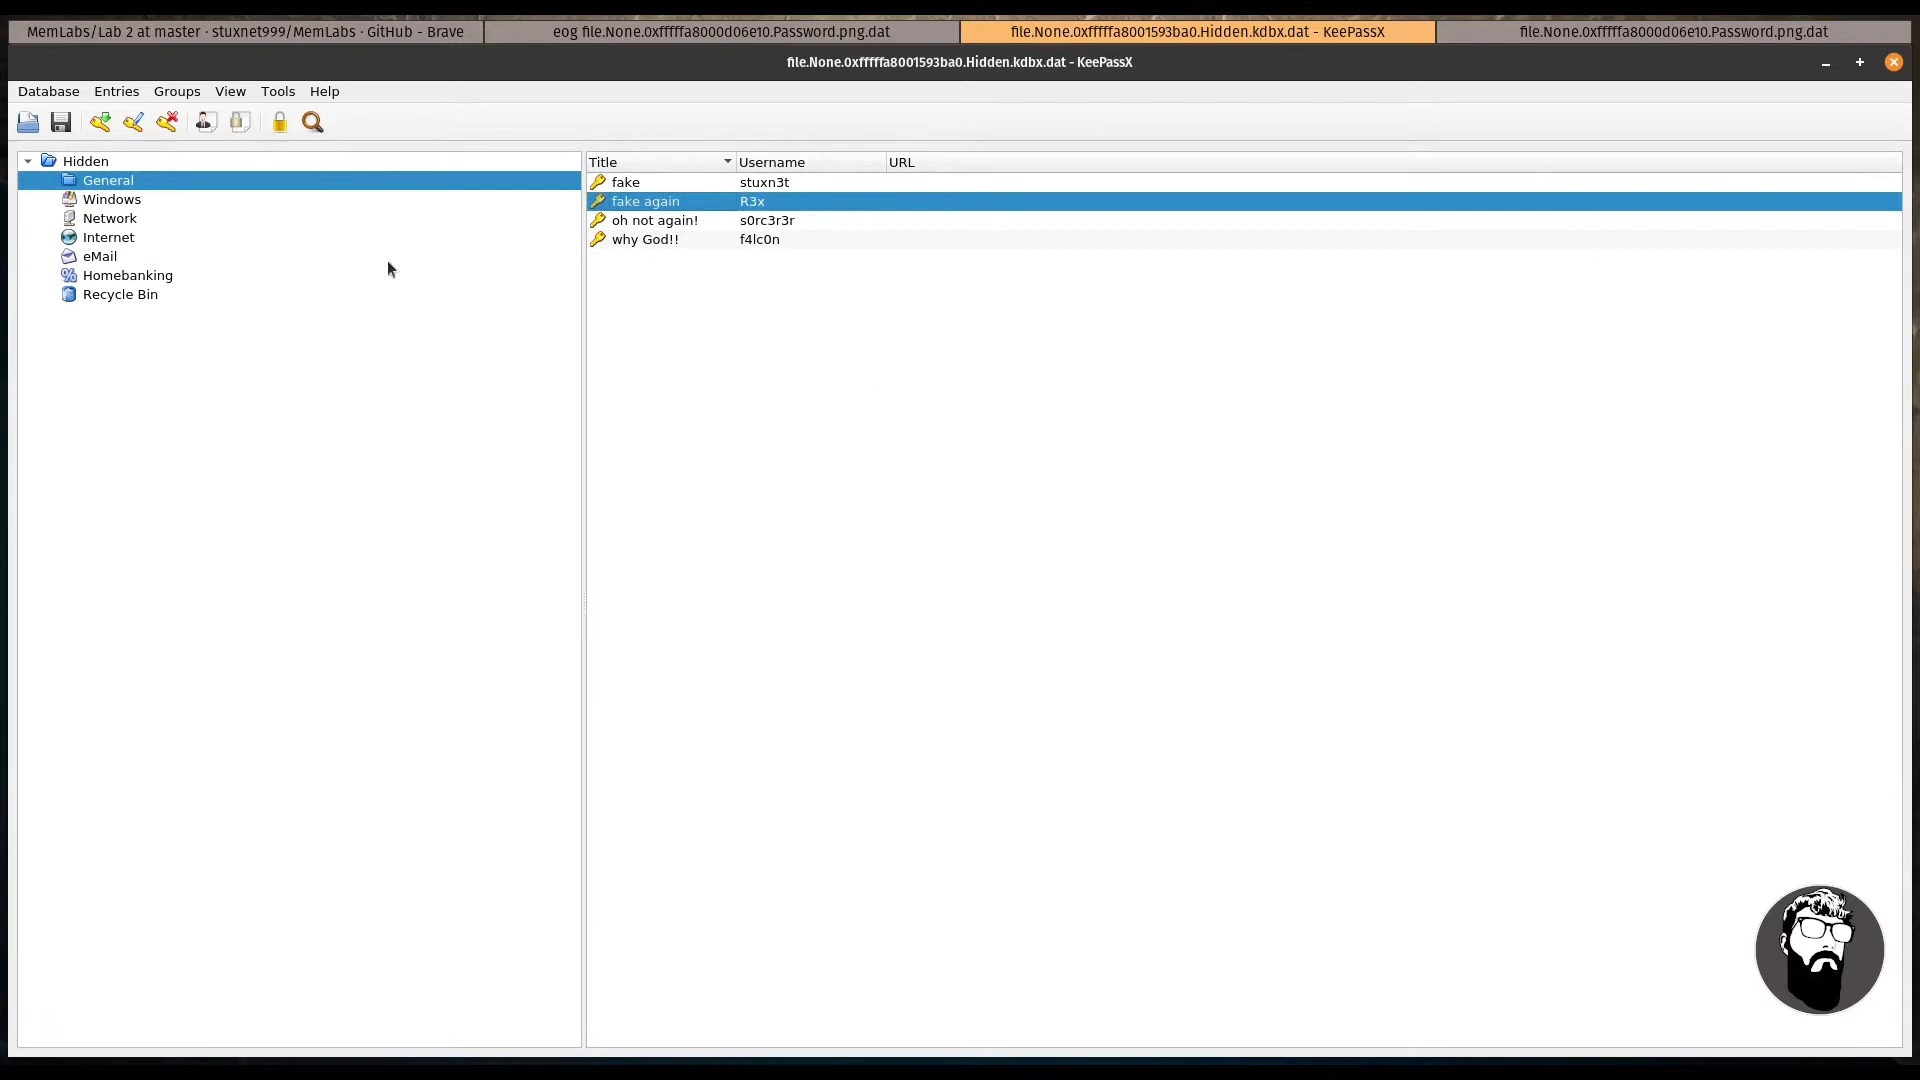 MemLabs/Lab 2 at master · stuxnet999/MemLabs · GitHub - Brave
eog file.None.0xfffffa8000d06e10.Password.png.dat
file.None.0xfffffa8001593ba0.Hidden.kdbx.dat - KeePassX
file.None.0xfffffa8000d06e10.Password.png.dat
file.None.0xfffffa8001593ba0.Hidden.kdbx.dat - KeePassX
Database Entries Groups View Tools Help
Hidden
General
Windows
Network
Internet
eMail
Homebanking
Recycle Bin
Title Username URL
fake stuxn3t
fake again R3x
oh not again! s0rc3r3r
why God!! f4lc0n